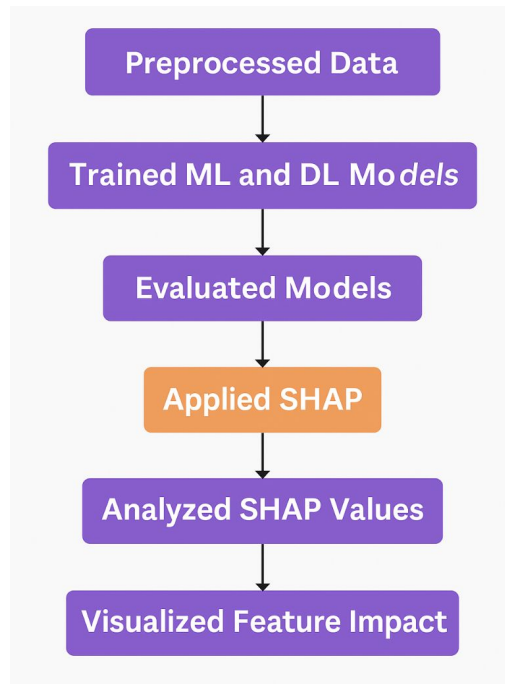 Preprocessed Data
Trained ML and DL Models
Evaluated Models
Applied SHAP
Analyzed SHAP Values
Visualized Feature Impact